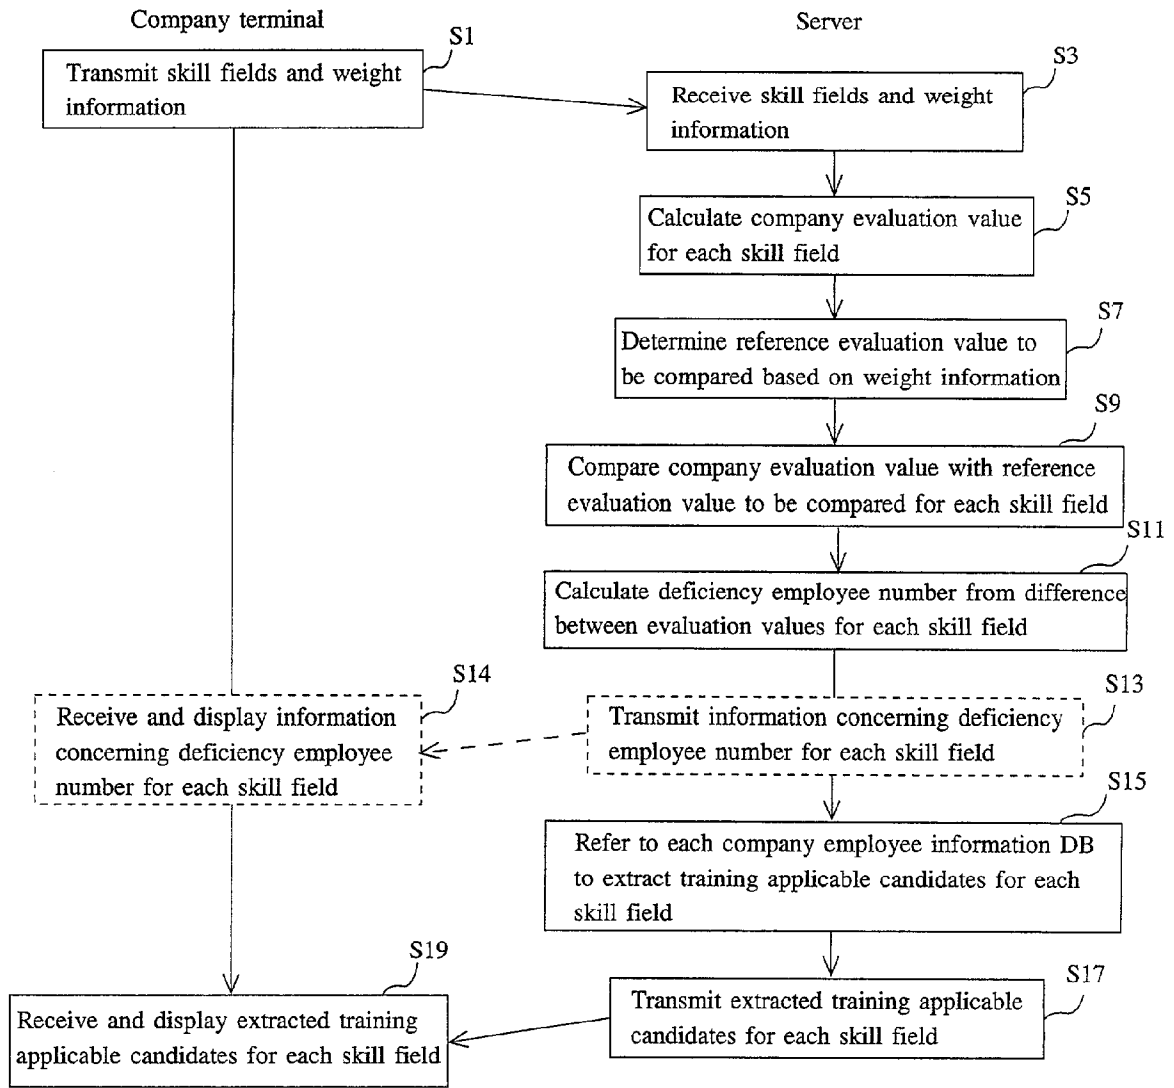 Company terminal
Server
S1
Transmit skill fields and weight
information
S3
Receive skill fields and weight
information
S5
Calculate company evaluation value
for each skill field
S7
Determine reference evaluation value to
be compared based on weight information
S9
Compare company evaluation value with reference
evaluation value to be compared for each skill field
S11
Calculate deficiency employee number from difference
between evaluation values for each skill field
S14
Receive and display information
concerning deficiency employee
number for each skill field
S13
Transmit information concerning deficiency
employee number for each skill field
S15
Refer to each company employee information DB
to extract training applicable candidates for each
skill field
S19
Receive and display extracted training
applicable candidates for each skill field
S17
Transmit extracted training applicable
candidates for each skill field